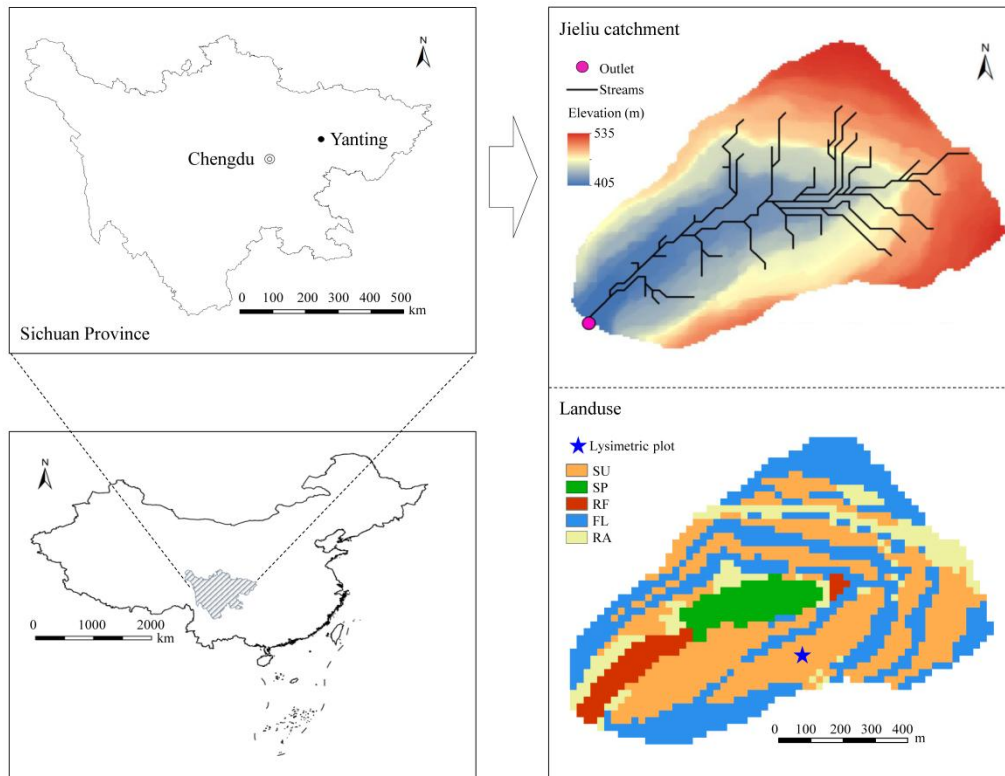 N
Chengdu
Yanting
0 100 200 300 400 500
km
Sichuan Province
Jieliu catchment
N
Outlet
Streams
Elevation (m)
535
405
N
0 1000 2000
km
Landuse
Lysimetric plot
SU
SP
RF
FL
RA
0 100 200 300 400
m